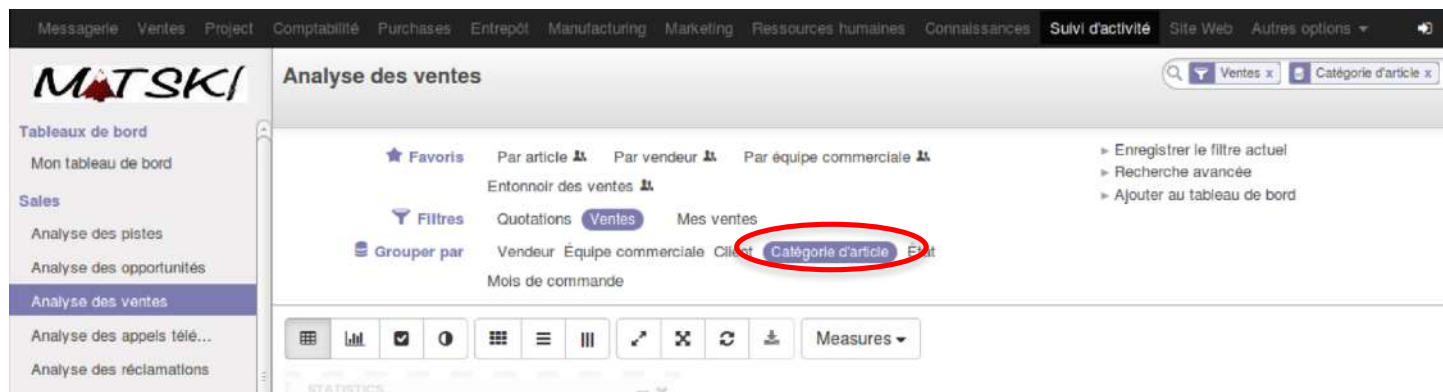 Messagerie Ventes Project Comptabilité Purchases Entrepôt Manufacturing Marketing Ressources humaines Connaissances Suivi d'activité Site Web Autres options
MATSKI
Analyse des ventes
Ventes x Catégorie d'article x
Tableaux de bord
Mon tableau de bord
Sales
Analyse des pistes
Analyse des opportunités
Analyse des ventes
Analyse des appels télé...
Analyse des réclamations
Favoris Par article Par vendeur Par équipe commerciale
Entonnoir des ventes
Filtres Quotations Ventes Mes ventes
Grouper par Vendeur Équipe commerciale Client Catégorie d'article État
Mois de commande
Enregistrer le filtre actuel
Recherche avancée
Ajouter au tableau de bord
Measures
STATISTICS